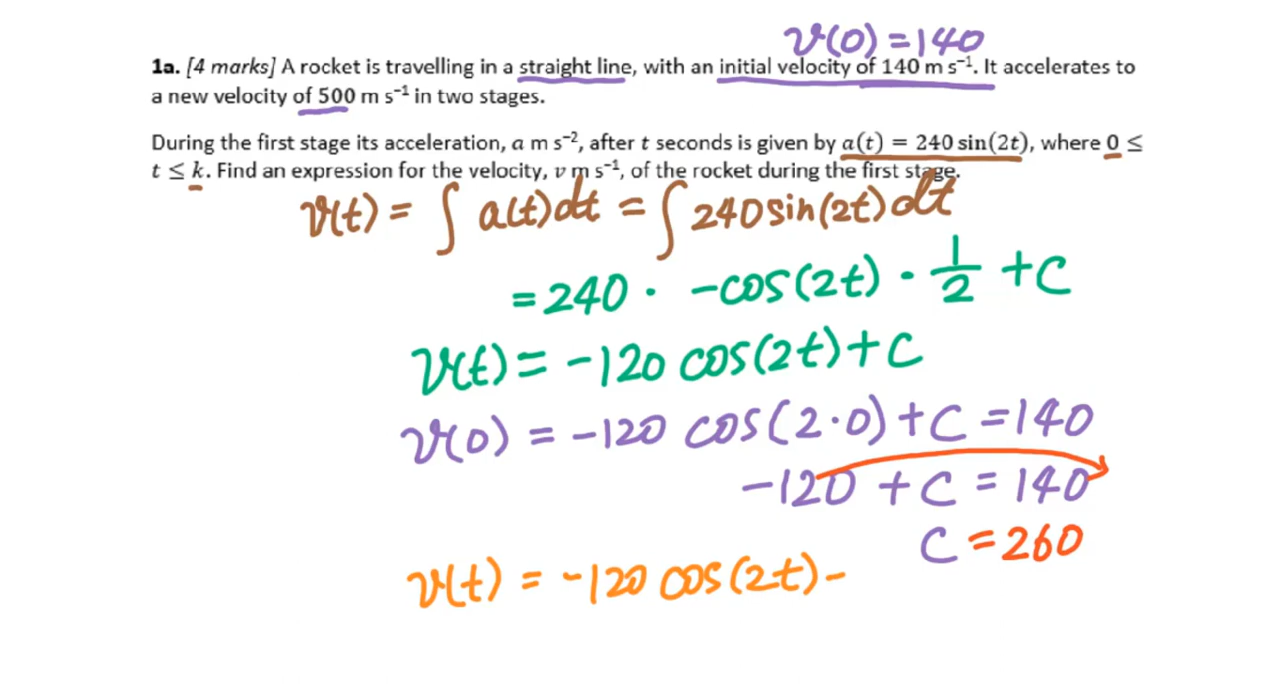 v(0) = 140
1a. [4 marks] A rocket is travelling in a straight line, with an initial velocity of 140 m s⁻¹. It accelerates to
a new velocity of 500 m s⁻¹ in two stages.
During the first stage its acceleration, a m s⁻², after t seconds is given by a(t) = 240 sin(2t), where 0 ≤
t ≤ k. Find an expression for the velocity, v m s⁻¹, of the rocket during the first stage.
v(t) = ∫ a(t)dt = ∫ 240sin(2t)dt
= 240 · -cos(2t) · 1/2 + C
v(t) = -120 cos(2t) + C
v(0) = -120 cos(2·0) + C = 140
-120 + C = 140
C = 260
v(t) = -120 cos(2t) -